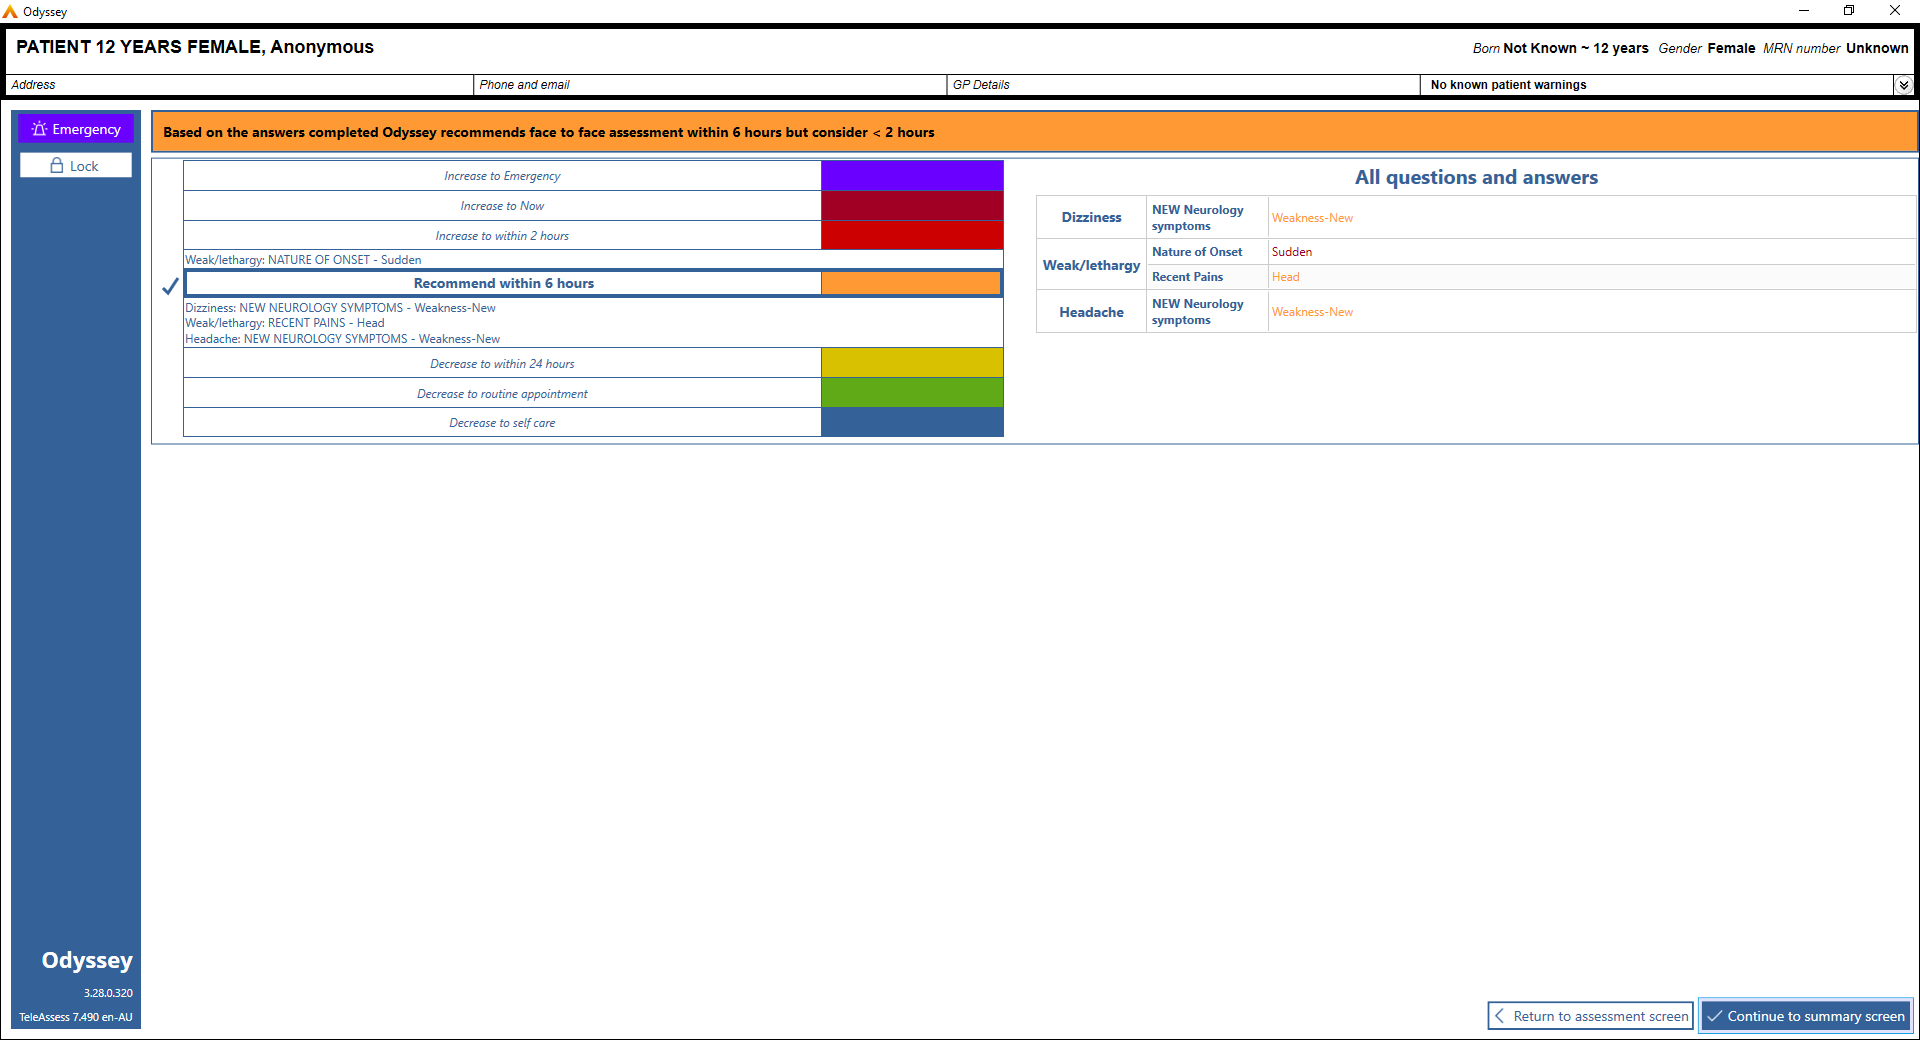 Odyssey
PATIENT 12 YEARS FEMALE, Anonymous
Born Not Known ~ 12 years Gender Female MRN number Unknown
Address
Phone and email
GP Details
No known patient warnings
Emergency
Lock
Based on the answers completed Odyssey recommends face to face assessment within 6 hours but consider < 2 hours
Increase to Emergency
Increase to Now
Increase to within 2 hours
Weak/lethargy: NATURE OF ONSET - Sudden
Recommend within 6 hours
Dizziness: NEW NEUROLOGY SYMPTOMS - Weakness-New
Weak/lethargy: RECENT PAINS - Head
Headache: NEW NEUROLOGY SYMPTOMS - Weakness-New
Decrease to within 24 hours
Decrease to routine appointment
Decrease to self care
All questions and answers
Dizziness
NEW Neurology
symptoms
Weakness-New
Weak/lethargy
Nature of Onset
Sudden
Recent Pains
Head
Headache
NEW Neurology
symptoms
Weakness-New
Odyssey
3.28.0.320
TeleAssess 7.490 en-AU
Return to assessment screen
Continue to summary screen